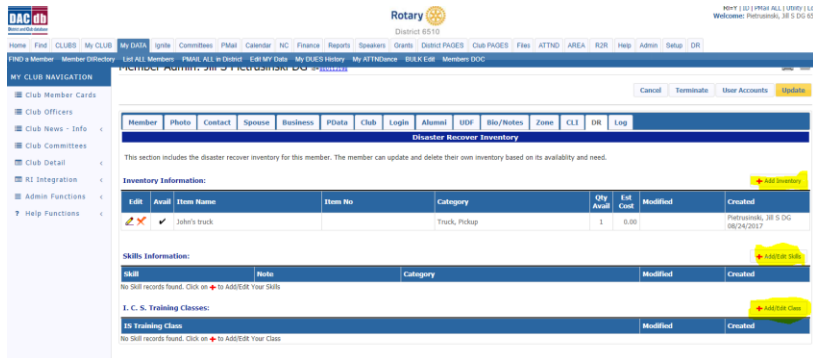 DACdb
District and Club database
Rotary
District 6510
Welcome: Pietrusinski, Jill S DG 65
Home Find CLUBS My CLUB My DATA Ignite Committees PMail Calendar NC Finance Reports Speakers Grants District PAGES Club PAGES Files ATTND AREA R2R Help Admin Setup DR
FIND a Member Member DIRectory List ALL Members PMAIL ALL in District Edit MY Data My DUES History My ATTNDance BULK Edit Members DOC
MY CLUB NAVIGATION
Member Admin: Jill S Pietrusinski DG
Cancel Terminate User Accounts Update
Club Member Cards
Club Officers
Club News - Info
Club Committees
Club Detail
RI Integration
Admin Functions
? Help Functions
Member Photo Contact Spouse Business PData Club Login Alumni UDF Bio/Notes Zone CLI DR Log
Disaster Recover Inventory
This section includes the disaster recover inventory for this member. The member can update and delete their own inventory based on its availablity and need.
Inventory Information: + Add Inventory
Edit Avail Item Name Item No Category Qty Avail Est Cost Modified Created
✔ John's truck Truck, Pickup 1 0.00 Pietrusinski, Jill S DG
08/24/2017
Skills Information: + Add/Edit Skills
Skill Note Category Modified Created
No Skill records found. Click on + to Add/Edit Your Skills
I. C. S. Training Classes: + Add/Edit Class
IS Training Class Modified Created
No Skill records found. Click on + to Add/Edit Your Class